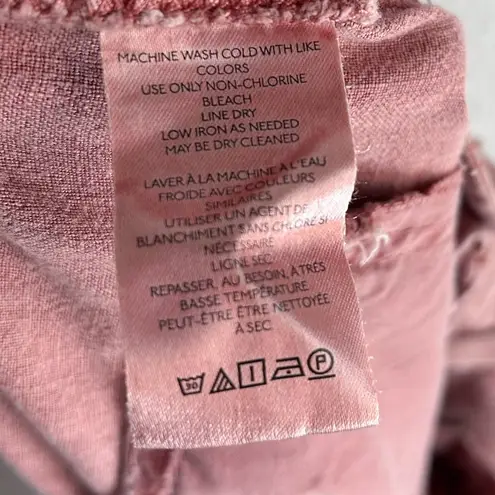 MACHINE WASH COLD WITH LIKE
COLORS
USE ONLY NON-CHLORINE
BLEACH
LINE DRY
LOW IRON AS NEEDED
MAY BE DRY CLEANED
LAVER À LA MACHINE À L'EAU
FROIDE AVEC COULEURS
SIMILAIRES
UTILISER UN AGENT DE
BLANCHIMENT SANS CHLORE SI
NÉCESSAIRE
LIGNE SEC
REPASSER, AU BESOIN, À TRÉS
BASSE TEMPÉRATURE
PEUT-ÊTRE ÊTRE NETTOYÉE
À SEC
30 P